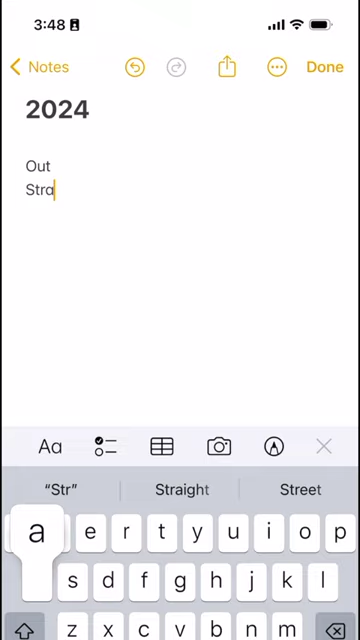 3:48
Notes
Done
2024
Out
Stra
Aa
"Str" Straight Street
a e r t y u i o p
s d f g h j k l
z x c v b n m